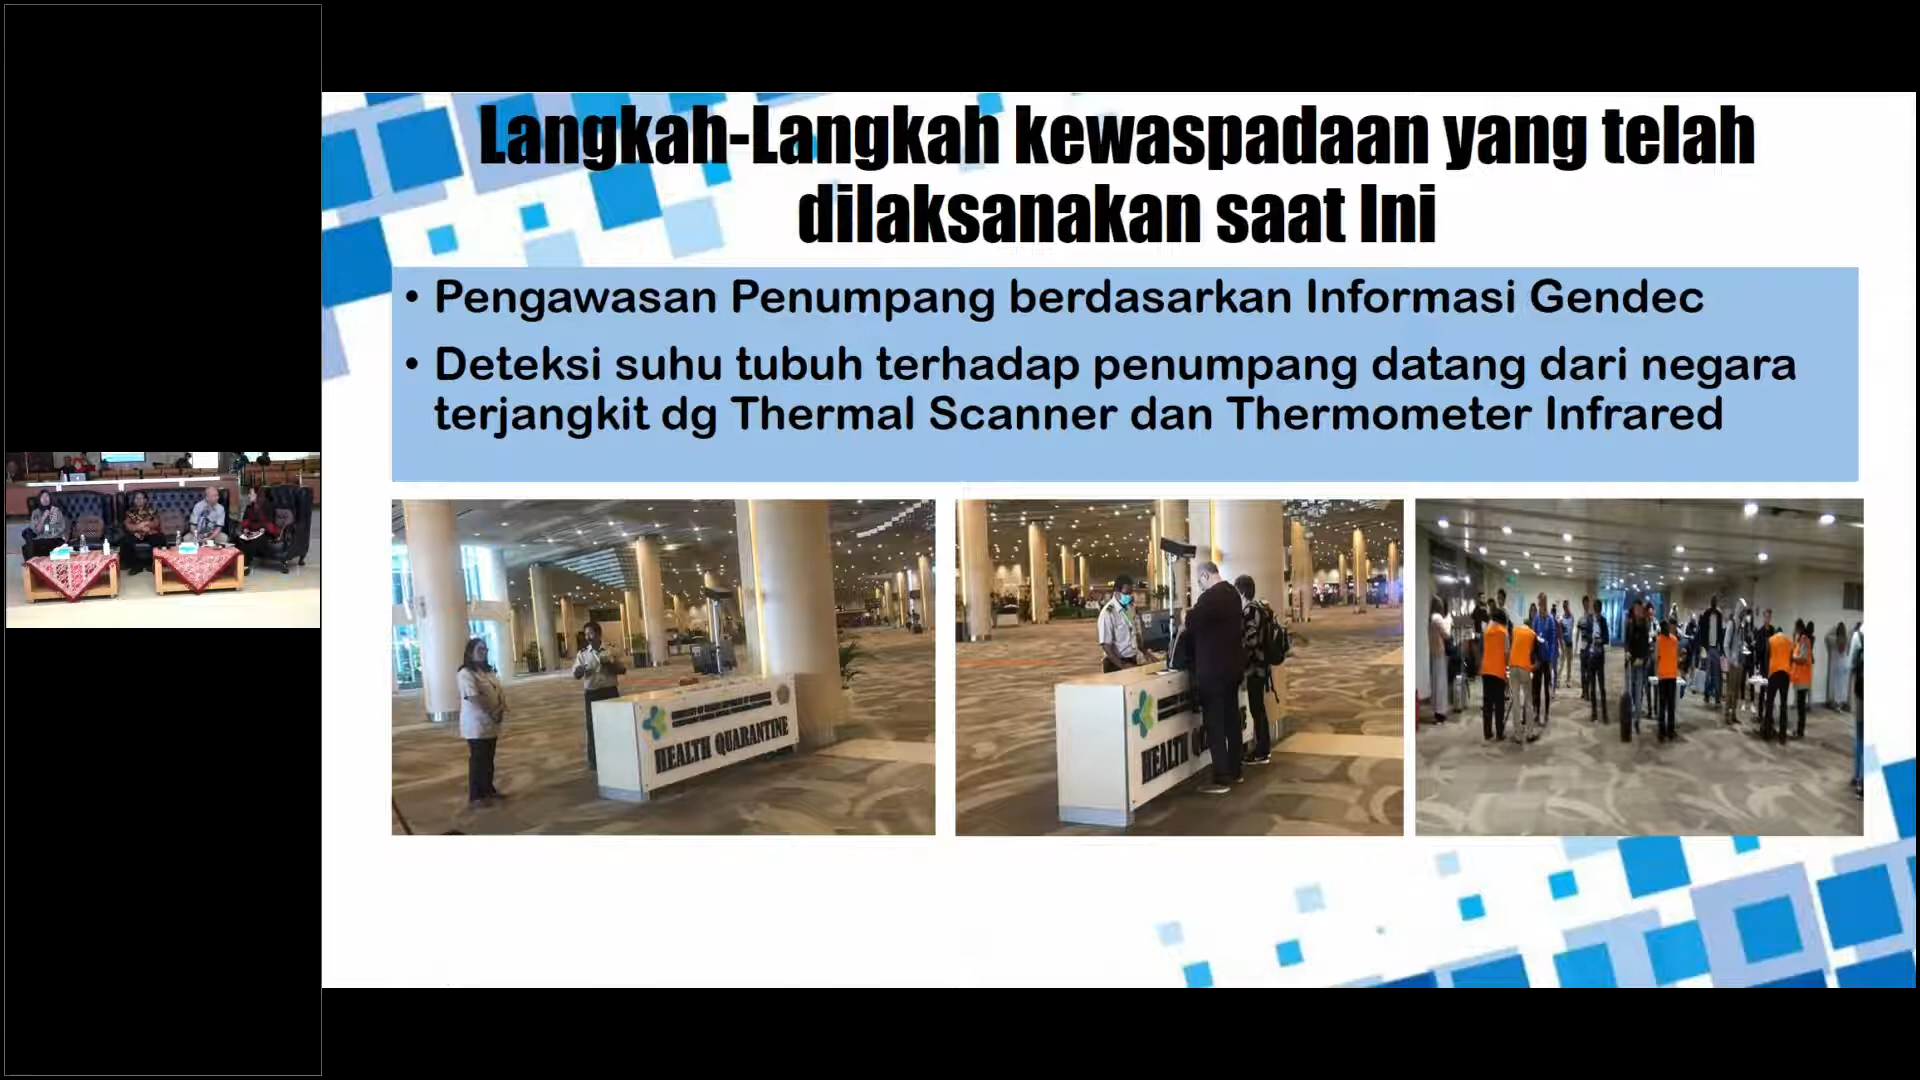 Langkah-Langkah kewaspadaan yang telah
dilaksanakan saat Ini
• Pengawasan Penumpang berdasarkan Informasi Gendec
• Deteksi suhu tubuh terhadap penumpang datang dari negara
terjangkit dg Thermal Scanner dan Thermometer Infrared
HEALTH QUARANTINE
HEALTH